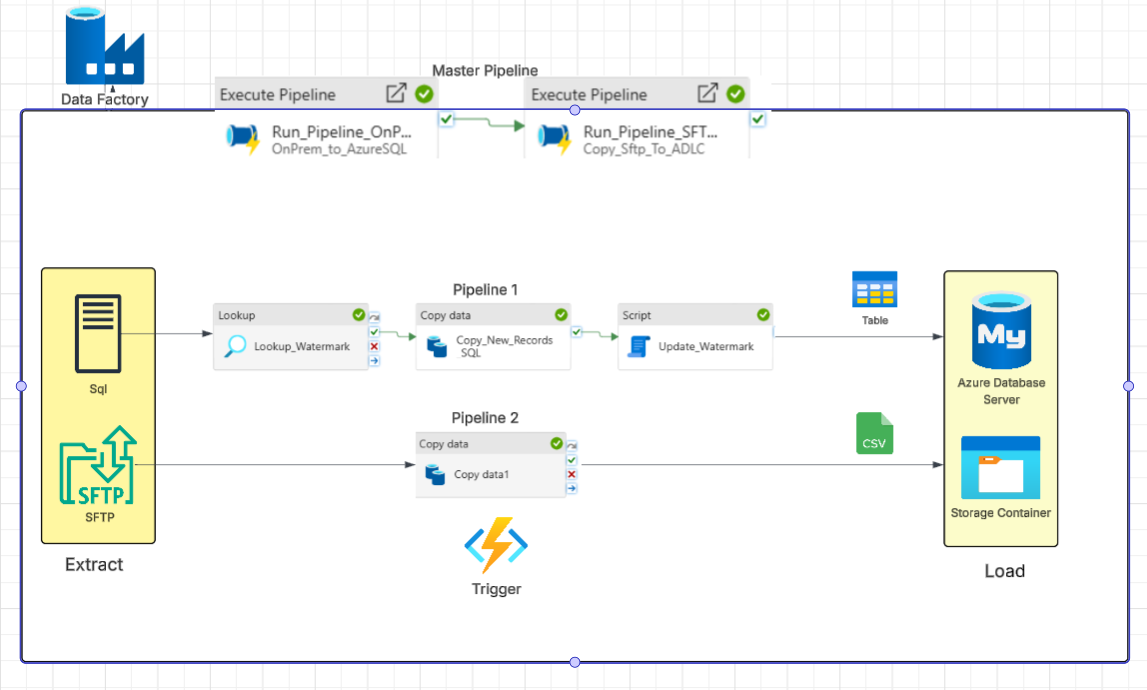 Data Factory
Master Pipeline
Execute Pipeline
Run_Pipeline_OnP...
OnPrem_to_AzureSQL
Execute Pipeline
Run_Pipeline_SFT...
Copy_Sftp_To_ADLC
Sql
SFTP
SFTP
Extract
Pipeline 1
Lookup
Lookup_Watermark
Copy data
Copy_New_Records
SQL
Script
Update_Watermark
Pipeline 2
Copy data
Copy data1
Trigger
Table
CSV
My
Azure Database
Server
Storage Container
Load